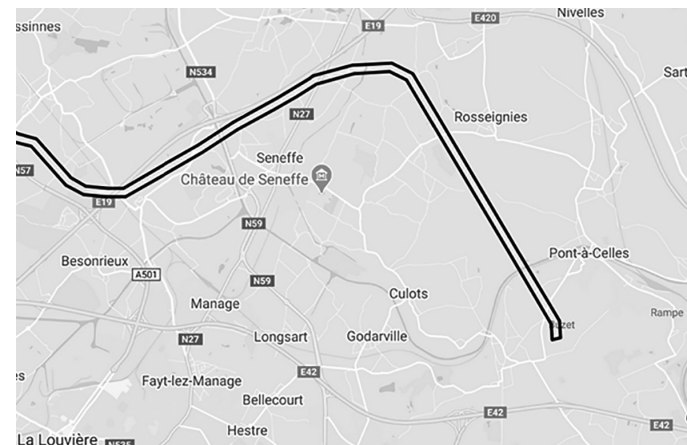 ssinnes
E19
E420
Nivelles
N534
Sart
N27
Rosseignies
Seneffe
Château de Seneffe
N57
E19
N59
Pont-à-Celles
Besonrieux
A501
N59
Manage
Culots
Rampe
N27
Longsart
Godarville
es
E42
Fayt-lez-Manage
Bellecourt
E42
E42
Hestre
La Louvière